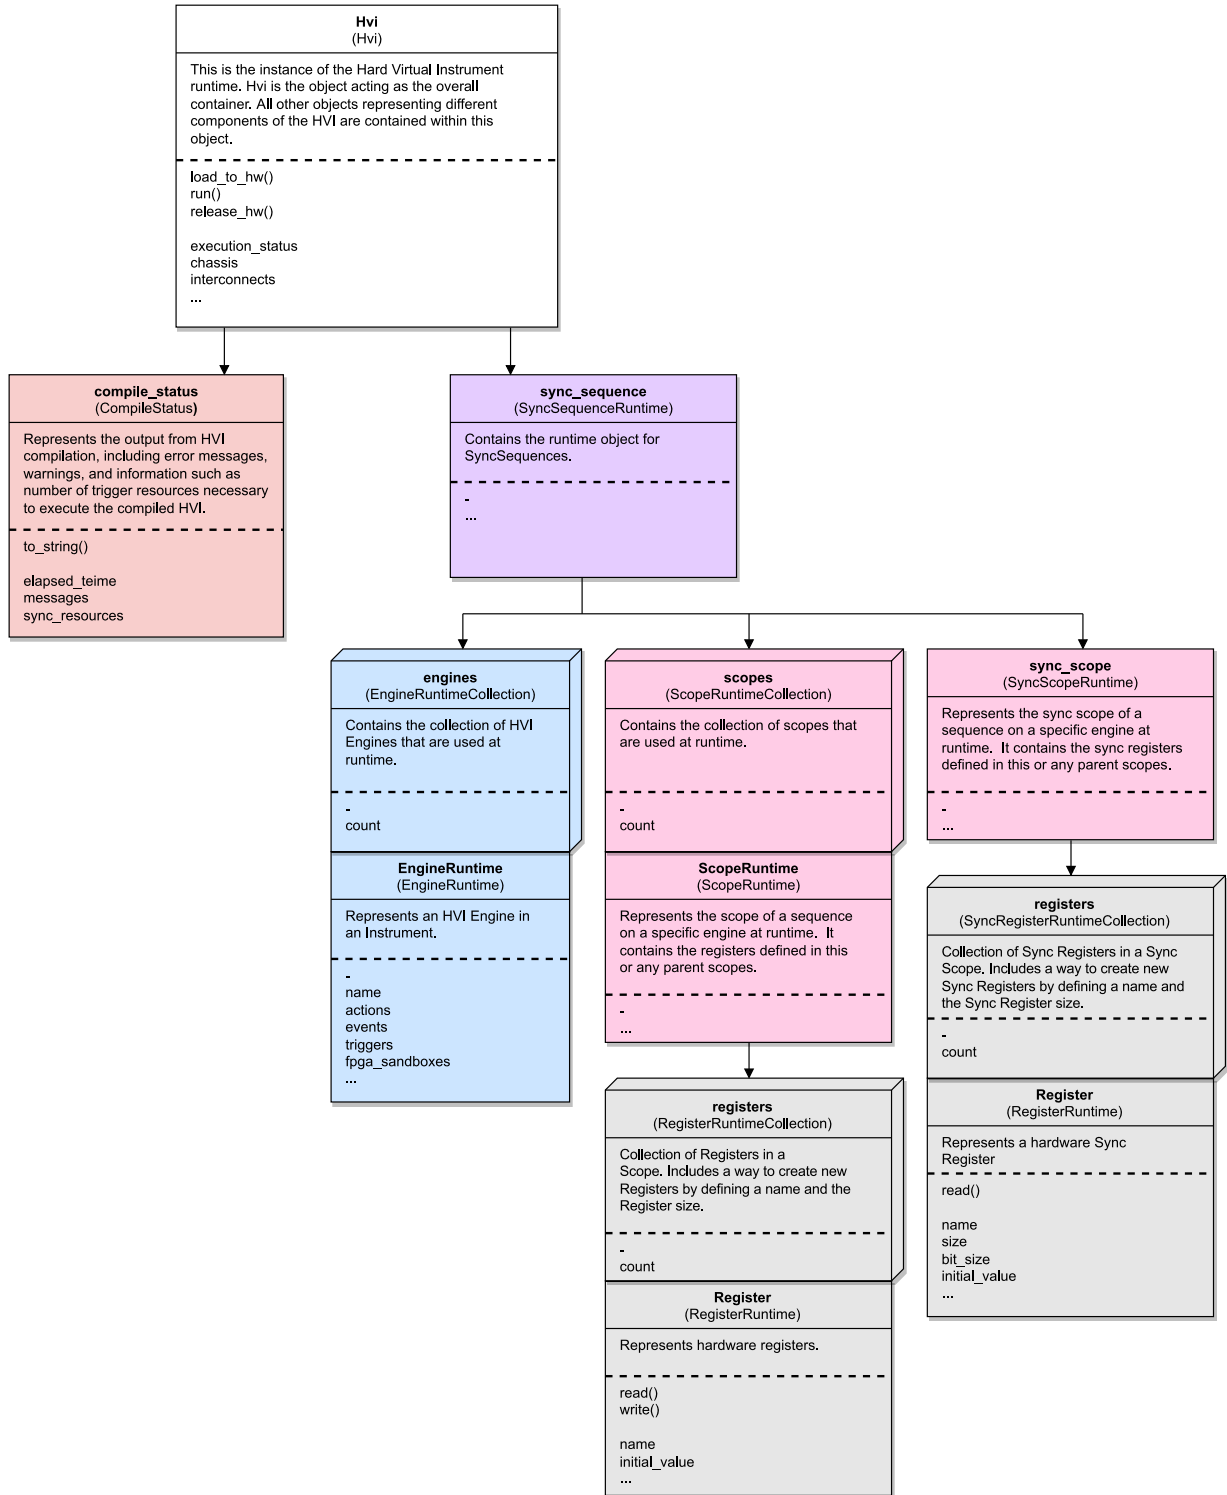 Hvi
(Hvi)
This is the instance of the Hard Virtual Instrument
runtime. Hvi is the object acting as the overall
container. All other objects representing different
components of the HVI are contained within this
object.
load_to_hw()
run()
release_hw()
execution_status
chassis
interconnects
...
compile_status
(CompileStatus)
Represents the output from HVI
compilation, including error messages,
warnings, and information such as
number of trigger resources necessary
to execute the compiled HVI.
to_string()
elapsed_teime
messages
sync_resources
sync_sequence
(SyncSequenceRuntime)
Contains the runtime object for
SyncSequences.
-
...
engines
(EngineRuntimeCollection)
Contains the collection of HVI
Engines that are used at
runtime.
-
count
EngineRuntime
(EngineRuntime)
Represents an HVI Engine in
an Instrument.
-
name
actions
events
triggers
fpga_sandboxes
...
scopes
(ScopeRuntimeCollection)
Contains the collection of scopes that
are used at runtime.
-
count
ScopeRuntime
(ScopeRuntime)
Represents the scope of a sequence
on a specific engine at runtime.  It
contains the registers defined in this
or any parent scopes.
-
...
registers
(RegisterRuntimeCollection)
Collection of Registers in a
Scope. Includes a way to create new
Registers by defining a name and the
Register size.
-
count
Register
(RegisterRuntime)
Represents hardware registers.
read()
write()
name
initial_value
...
sync_scope
(SyncScopeRuntime)
Represents the sync scope of a
sequence on a specific engine at
runtime.  It contains the sync registers
defined in this or any parent scopes.
-
...
registers
(SyncRegisterRuntimeCollection)
Collection of Sync Registers in a Sync
Scope. Includes a way to create new
Sync Registers by defining a name and
the Sync Register size.
-
count
Register
(RegisterRuntime)
Represents a hardware Sync
Register
read()
name
size
bit_size
initial_value
...